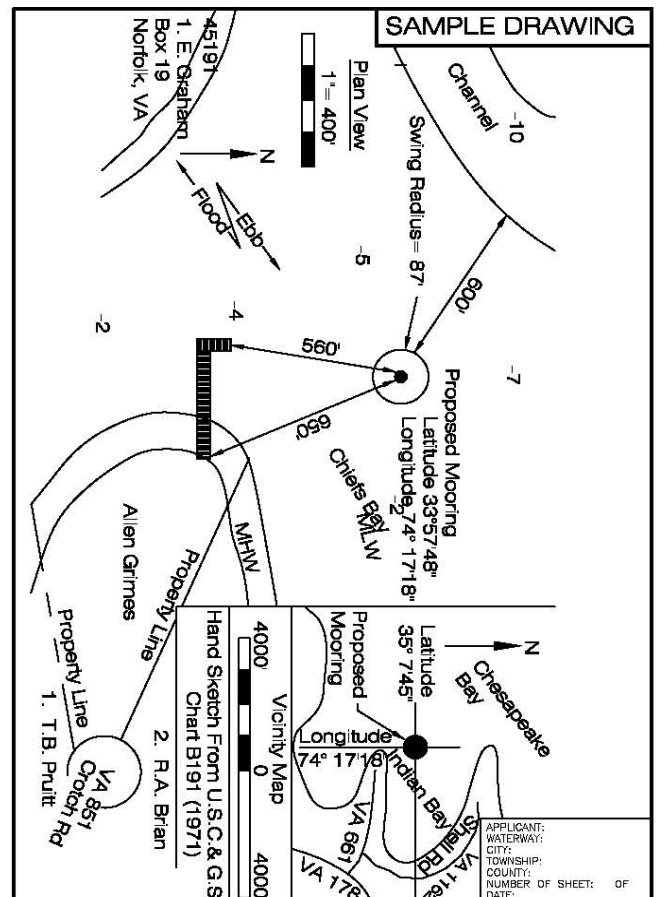 SAMPLE DRAWING
45191
1. E. Graham
Box 19
Norfolk, VA
Plan View
1"= 400'
N
Flood
Ebb
Channel
-10
Swing Radius= 87'
600'
-5
-7
-4
-2
560'
650'
Proposed Mooring
Latitude 33°57'48"
Longitude 74° 17'18"
Chiefs Bay
-2
MLW
MHW
Allen Grimes
Property Line
Property Line
1. T.B. Pruitt
2. R.A. Brian
VA 851
Crotch Rd
N
Chesapeake
Bay
Latitude
35° 7'45"
Proposed
Mooring
Longitude
74° 17'18"
Indian Bay
Shell Rd
VA 661
VA 1162
VA 178
Vicinity Map
4000' 0 4000'
Hand Sketch From U.S.C.& G.S
Chart B191 (1971)
APPLICANT:
WATERWAY:
CITY:
TOWNSHIP:
COUNTY:
NUMBER OF SHEET: OF
DATE: